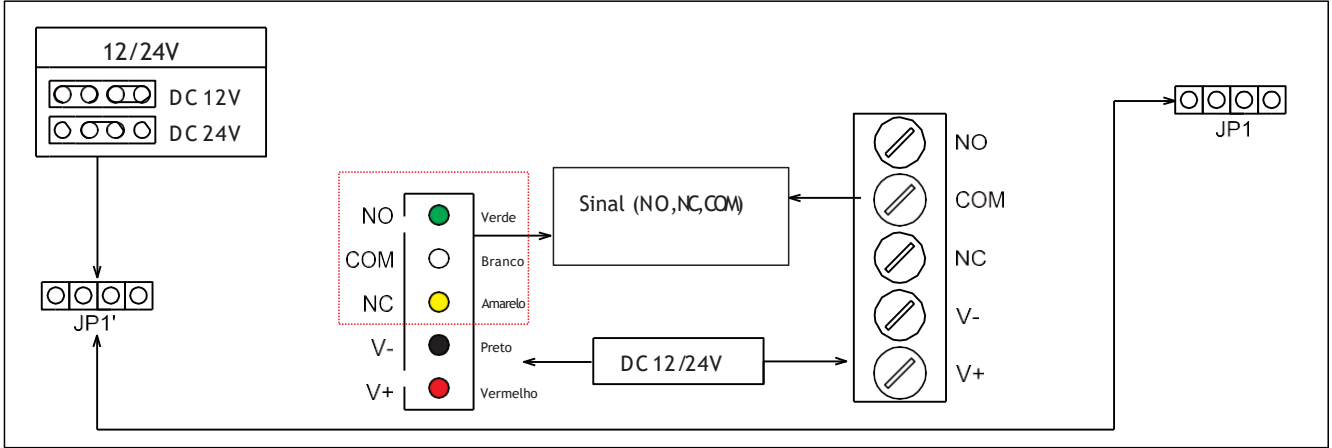 12/24V
DC 12V
DC 24V
JP1'
NO Verde
COM Branco
NC Amarelo
V- Preto
V+ Vermelho
Sinal (NO,NC,COM)
DC 12/24V
NO
COM
NC
V-
V+
JP1